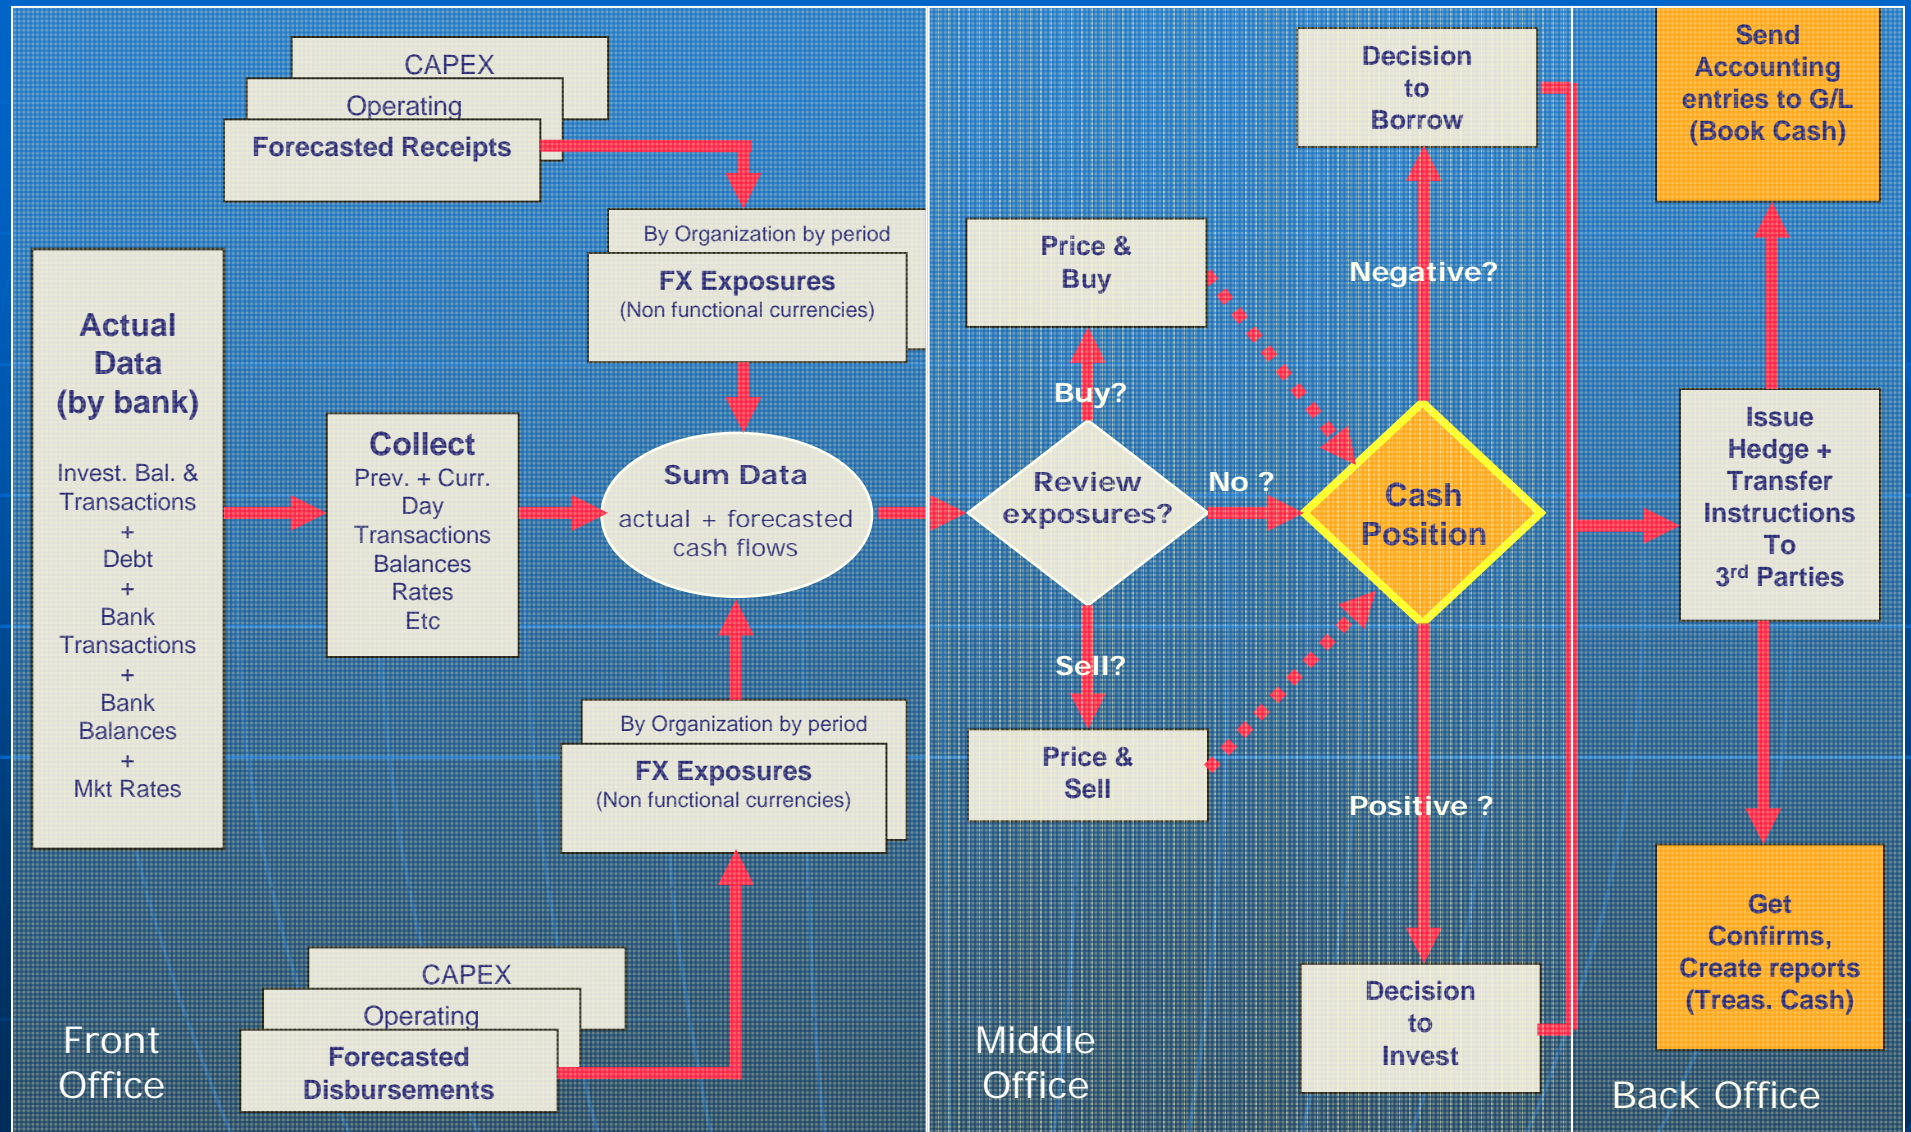 CAPEX
Operating
Forecasted Receipts
By Organization by period
FX Exposures
(Non functional currencies)
Actual
Data
(by bank)
Invest. Bal. &
Transactions
+
Debt
+
Bank
Transactions
+
Bank
Balances
+
Mkt Rates
Collect
Prev. + Curr.
Day
Transactions
Balances
Rates
Etc
Sum Data
actual + forecasted
cash flows
By Organization by period
FX Exposures
(Non functional currencies)
CAPEX
Operating
Forecasted
Disbursements
Front
Office
Price &
Buy
Buy?
Review
exposures?
No ?
Sell?
Price &
Sell
Decision
to
Borrow
Negative?
Cash
Position
Positive ?
Decision
to
Invest
Middle
Office
Send
Accounting
entries to G/L
(Book Cash)
Issue
Hedge +
Transfer
Instructions
To
3rd Parties
Get
Confirms,
Create reports
(Treas. Cash)
Back Office